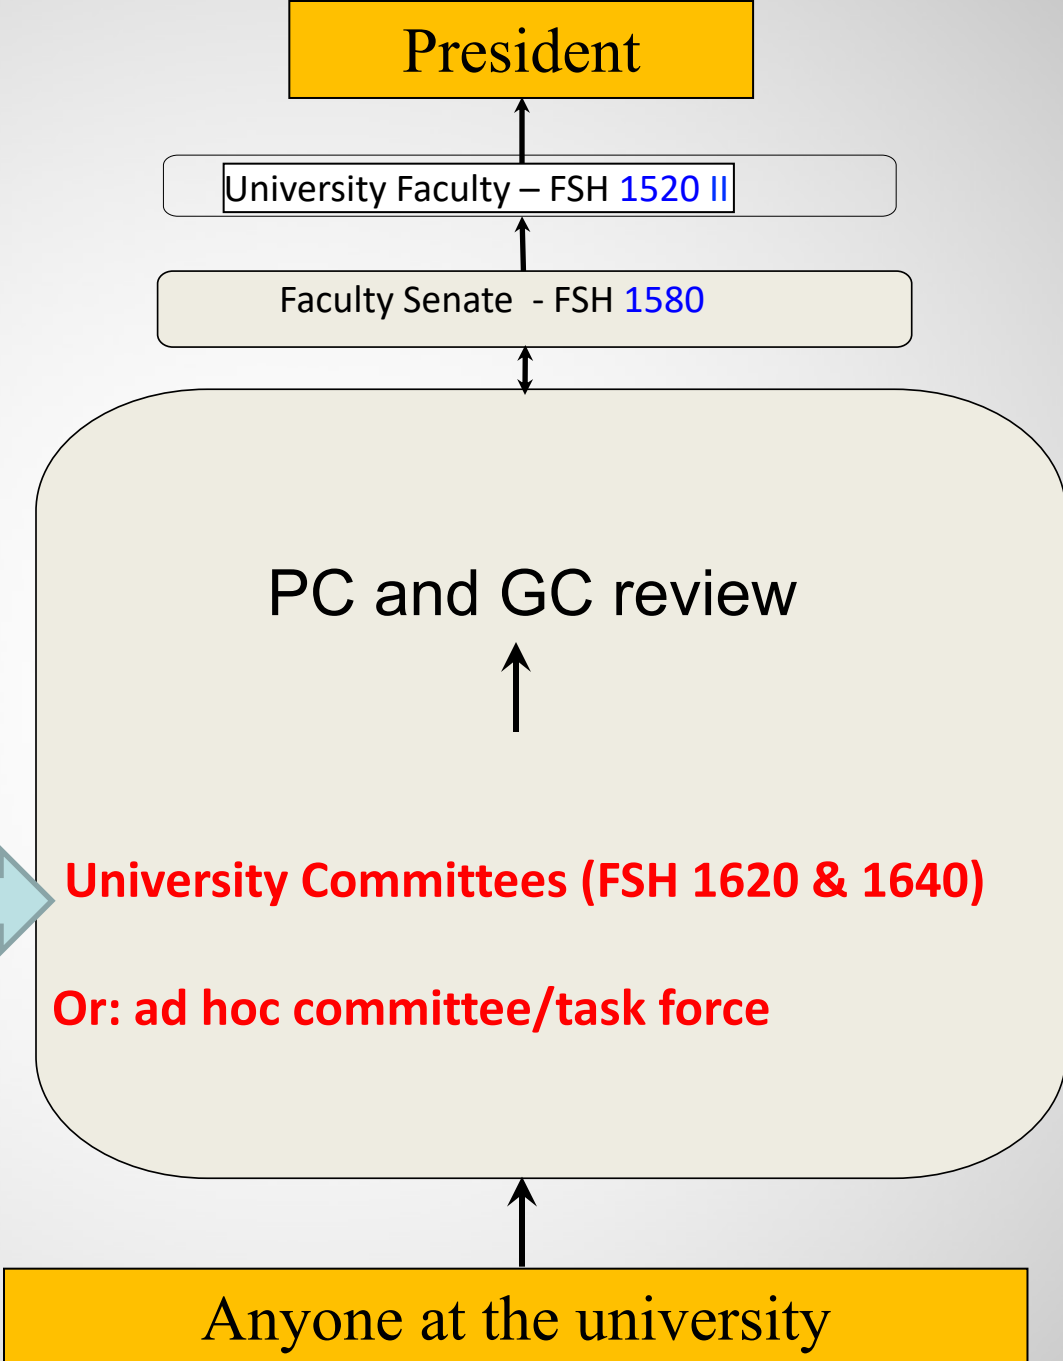 President
University Faculty – FSH 1520 II
Faculty Senate - FSH 1580
PC and GC review
University Committees (FSH 1620 & 1640)
Or: ad hoc committee/task force
Anyone at the university